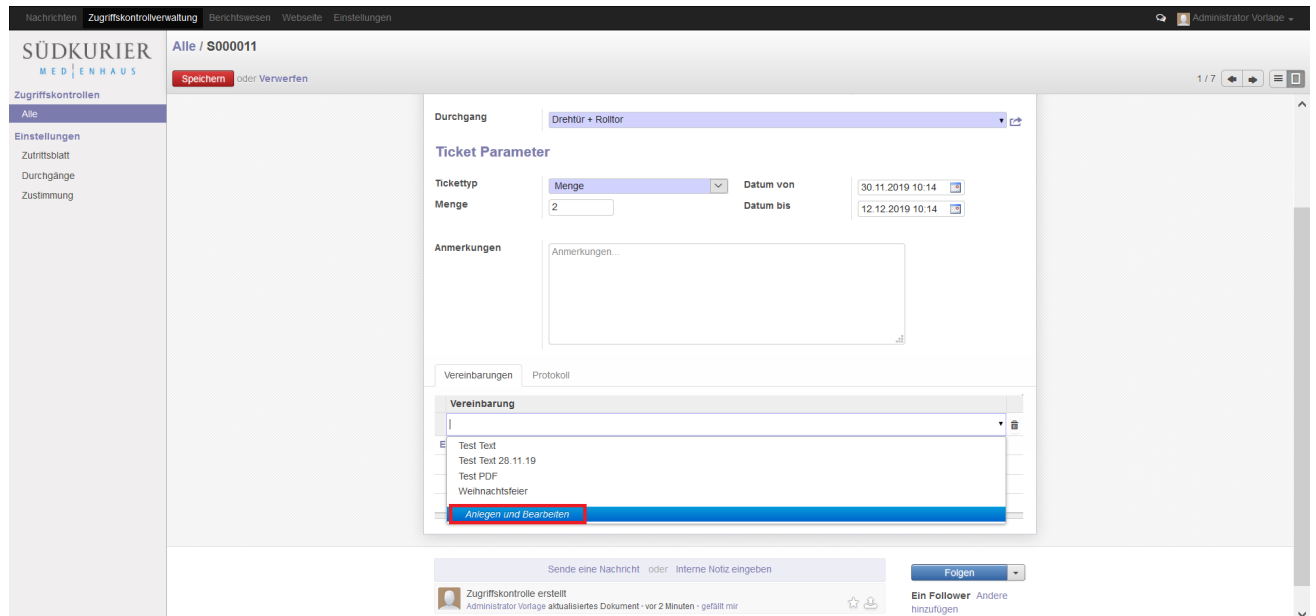 Nachrichten Zugriffskontrollverwaltung Berichtswesen Webseite Einstellungen Administrator Vorlage
SÜDKURIER
MEDIENHAUS
Alle / S000011
Speichern oder Verwerfen
1 / 7
Zugriffskontrollen
Alle
Einstellungen
Zutrittsblatt
Durchgänge
Zustimmung
Durchgang Drehtür + Rolltor
Ticket Parameter
Tickettyp Menge Datum von 30.11.2019 10:14
Menge 2 Datum bis 12.12.2019 10:14
Anmerkungen Anmerkungen...
Vereinbarungen Protokoll
Vereinbarung
E
Test Text
Test Text 28.11.19
Test PDF
Weihnachtsfeier
Anlegen und Bearbeiten
Sende eine Nachricht oder Interne Notiz eingeben
Folgen
Zugriffskontrolle erstellt
Administrator Vorlage aktualisiertes Dokument - vor 2 Minuten - gefällt mir
Ein Follower Andere
hinzufügen